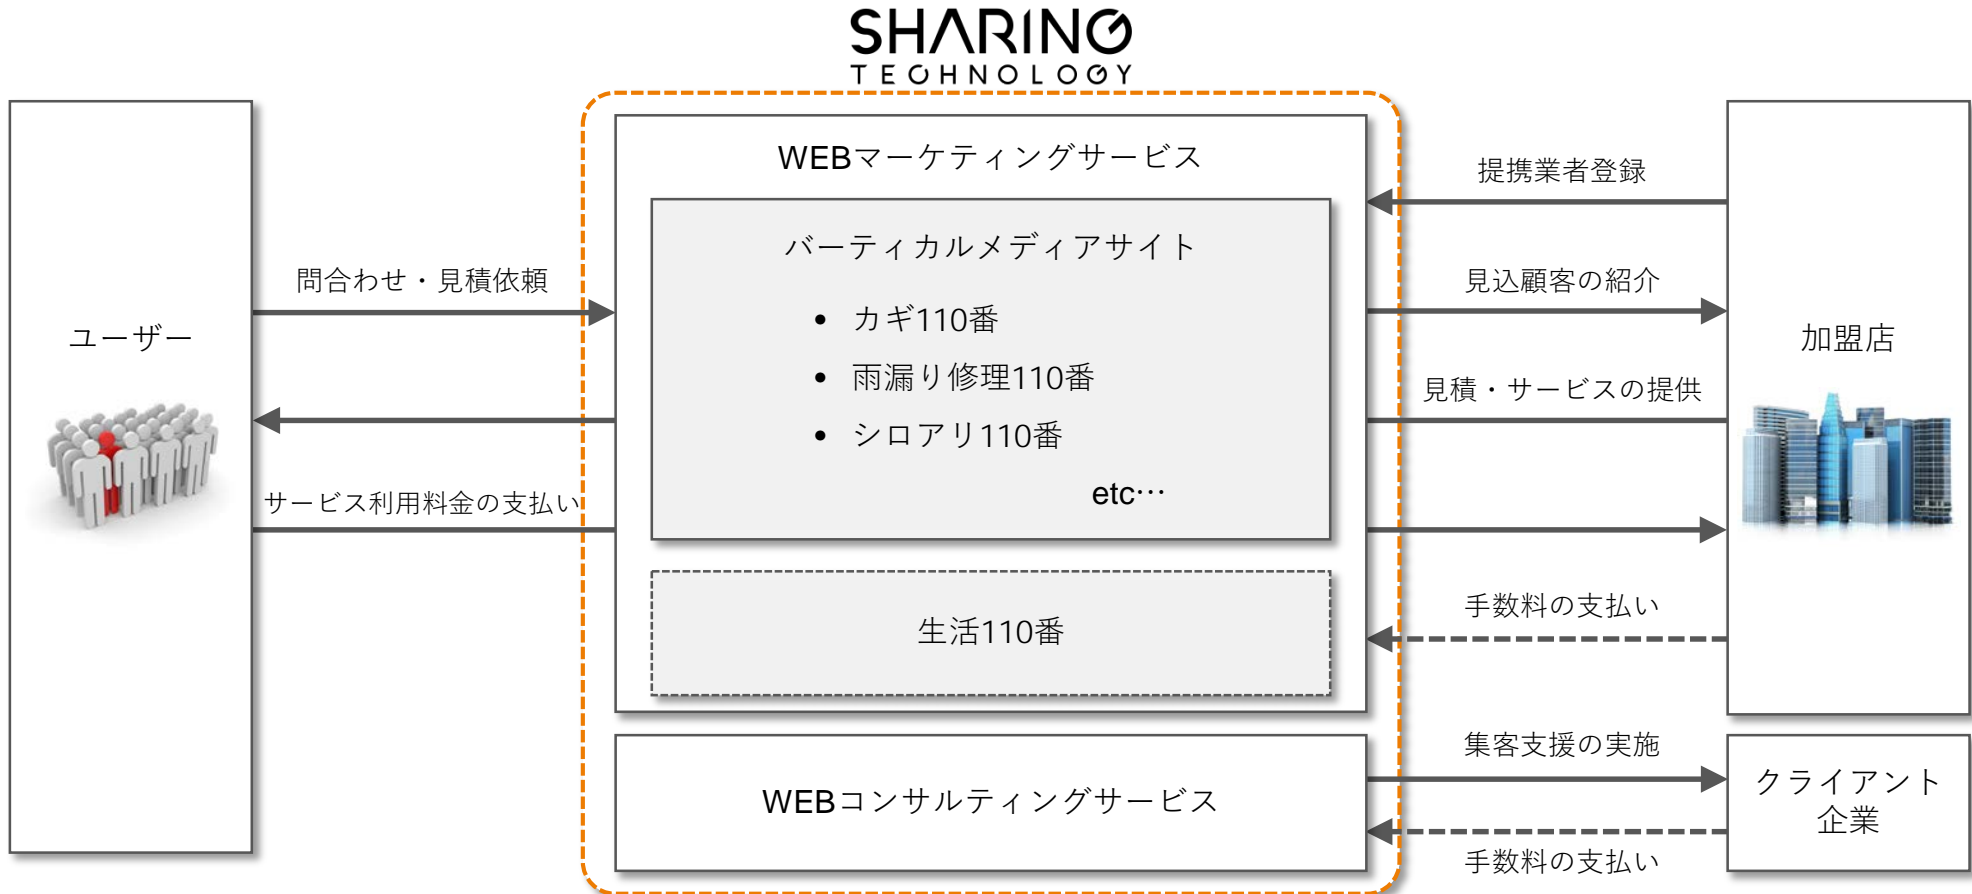 SHARING
TECHNOLOGY
WEBマーケティングサービス
提携業者登録
バーティカルメディアサイト
問合わせ・見積依頼
見込顧客の紹介
• カギ110番
ユーザー
加盟店
• 雨漏り修理110番
見積・サービスの提供
• シロアリ110番
サービス利用料金の支払い
etc…
手数料の支払い
生活110番
集客支援の実施
WEBコンサルティングサービス
クライアント
企業
手数料の支払い